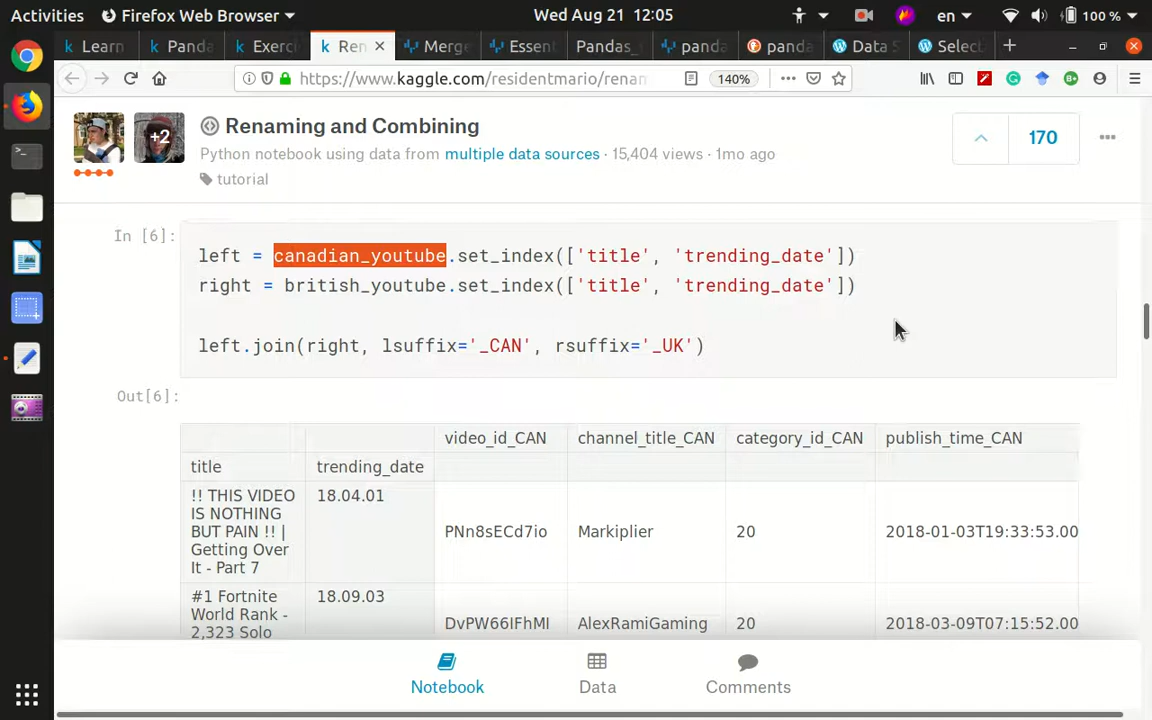 Activities Firefox Web Browser Wed Aug 21 12:05 en 100 %
k Learn k Panda k Exerci k Ren Merge Essent Pandas_ panda panda Data S Select
https://www.kaggle.com/residentmario/renam 140%
+2
Renaming and Combining
170
Python notebook using data from multiple data sources · 15,404 views · 1mo ago
tutorial
In [6]:
left = canadian_youtube.set_index(['title', 'trending_date'])
right = british_youtube.set_index(['title', 'trending_date'])
left.join(right, lsuffix='_CAN', rsuffix='_UK')
Out[6]:
video_id_CAN channel_title_CAN category_id_CAN publish_time_CAN
title trending_date
!! THIS VIDEO
IS NOTHING
BUT PAIN !! |
Getting Over
It - Part 7
18.04.01
PNn8sECd7io Markiplier 20 2018-01-03T19:33:53.00
#1 Fortnite
World Rank -
2,323 Solo
18.09.03
DvPW66IFhMI AlexRamiGaming 20 2018-03-09T07:15:52.00
Notebook Data Comments